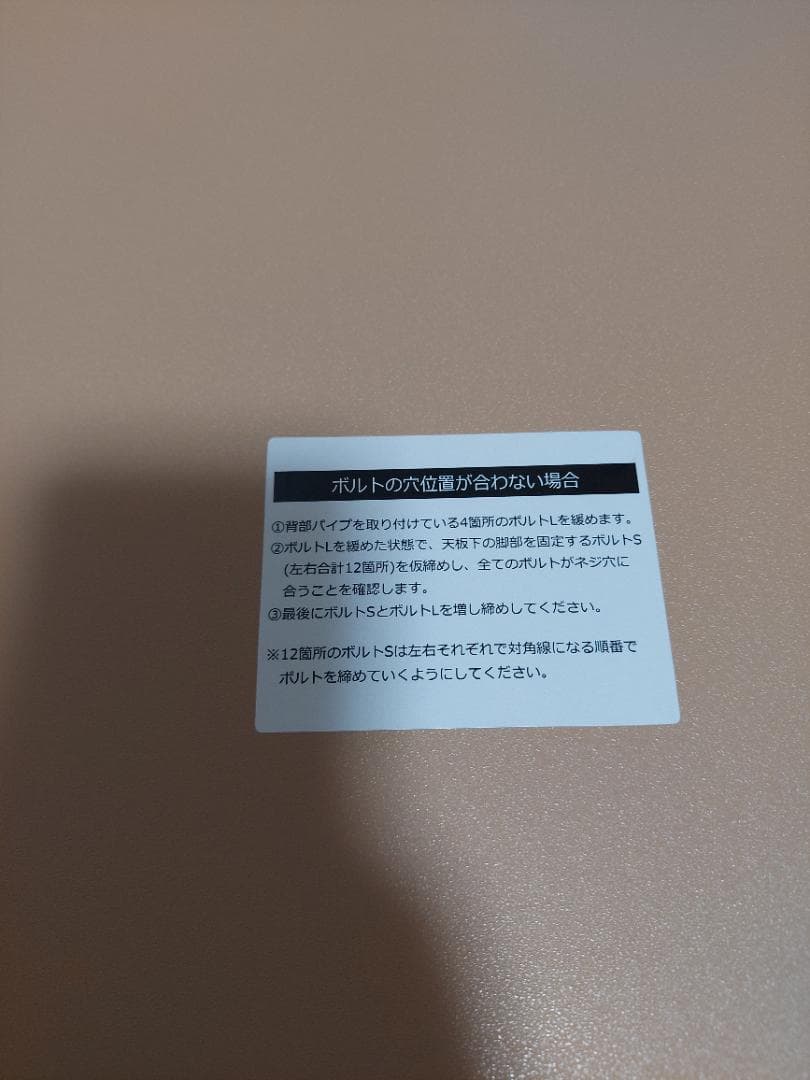 ボルトの穴位置が合わない場合
①背部パイプを取り付けている4箇所のボルトLを緩めます。
②ボルトLを緩めた状態で、天板下の脚部を固定するボルトS
(左右合計12箇所)を仮締めし、全てのボルトがネジ穴に
合うことを確認します。
③最後にボルトSとボルトLを増し締めしてください。
※12箇所のボルトSは左右それぞれで対角線になる順番で
ボルトを締めていくようにしてください。